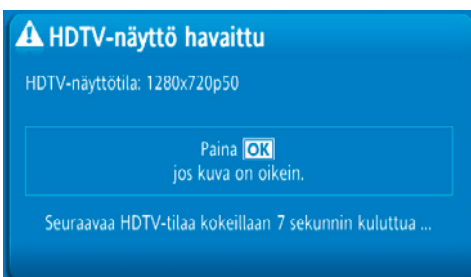 HDTV-näyttö havaittu
HDTV-näyttötila: 1280x720p50
Paina OK
jos kuva on oikein.
Seuraavaa HDTV-tilaa kokeillaan 7 sekunnin kuluttua ...